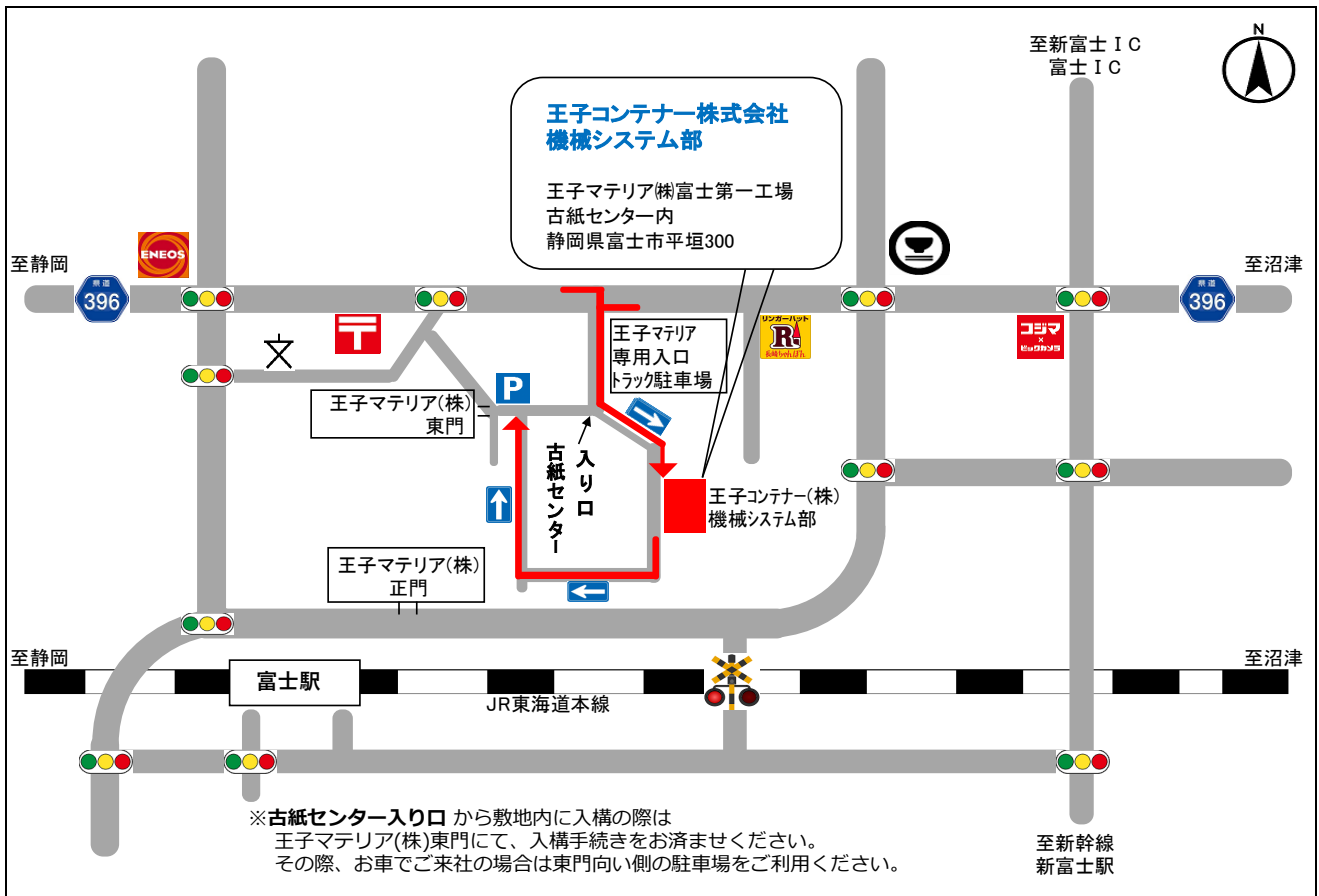 N
至新富士ＩＣ
富士ＩＣ
王子コンテナー株式会社
機械システム部
王子マテリア㈱富士第一工場
古紙センター内
静岡県富士市平垣300
至静岡
ENEOS
至沼津
県道
396
県道
396
〒
文
王子マテリア
専用入口
トラック駐車場
リンガーハット
R
長崎ちゃんぽん
コジマ
×
ビックカメラ
P
王子マテリア(株)
東門
入り口
古紙センター
王子コンテナー(株)
機械システム部
王子マテリア(株)
正門
至静岡
至沼津
富士駅
JR東海道本線
※古紙センター入り口 から敷地内に入構の際は
王子マテリア(株)東門にて、入構手続きをお済ませください。
その際、お車でご来社の場合は東門向い側の駐車場をご利用ください。
至新幹線
新富士駅